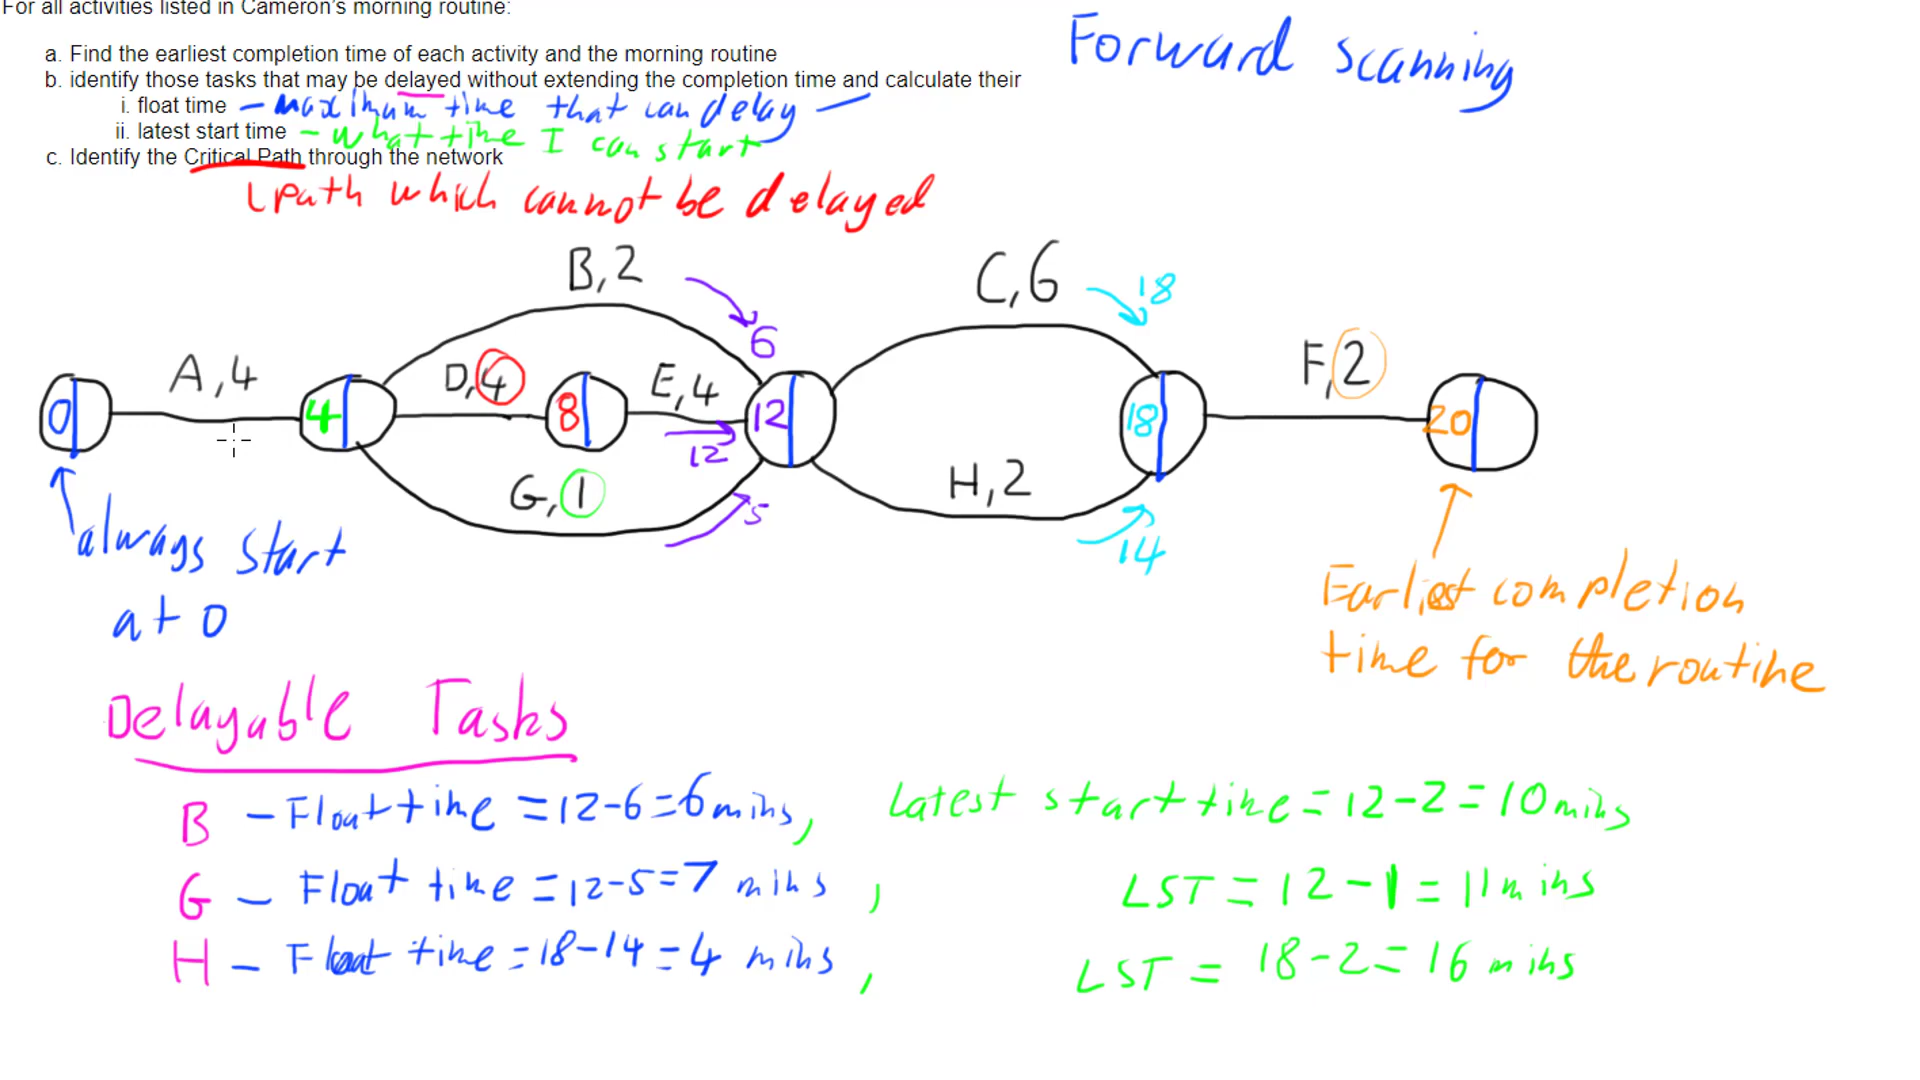 For all activities listed in Cameron's morning routine:
Forward scanning
a. Find the earliest completion time of each activity and the morning routine
b. identify those tasks that may be delayed without extending the completion time and calculate their
i. float time – maximum time that can delay –
ii. latest start time – what time I can start
c. Identify the Critical Path through the network
path which cannot be delayed
B,2
C,6
18
6
A,4
D,4
E,4
F,2
0
4
8
12
18
20
12
G,1
5
H,2
14
always start
at 0
Earliest completion
time for the routine
Delayable Tasks
B – Float time = 12-6=6 mins, Latest start time = 12-2=10 mins
G – Float time = 12-5=7 mins, LST = 12-1 = 11 mins
H – Float time = 18-14 = 4 mins, LST = 18-2= 16 mins